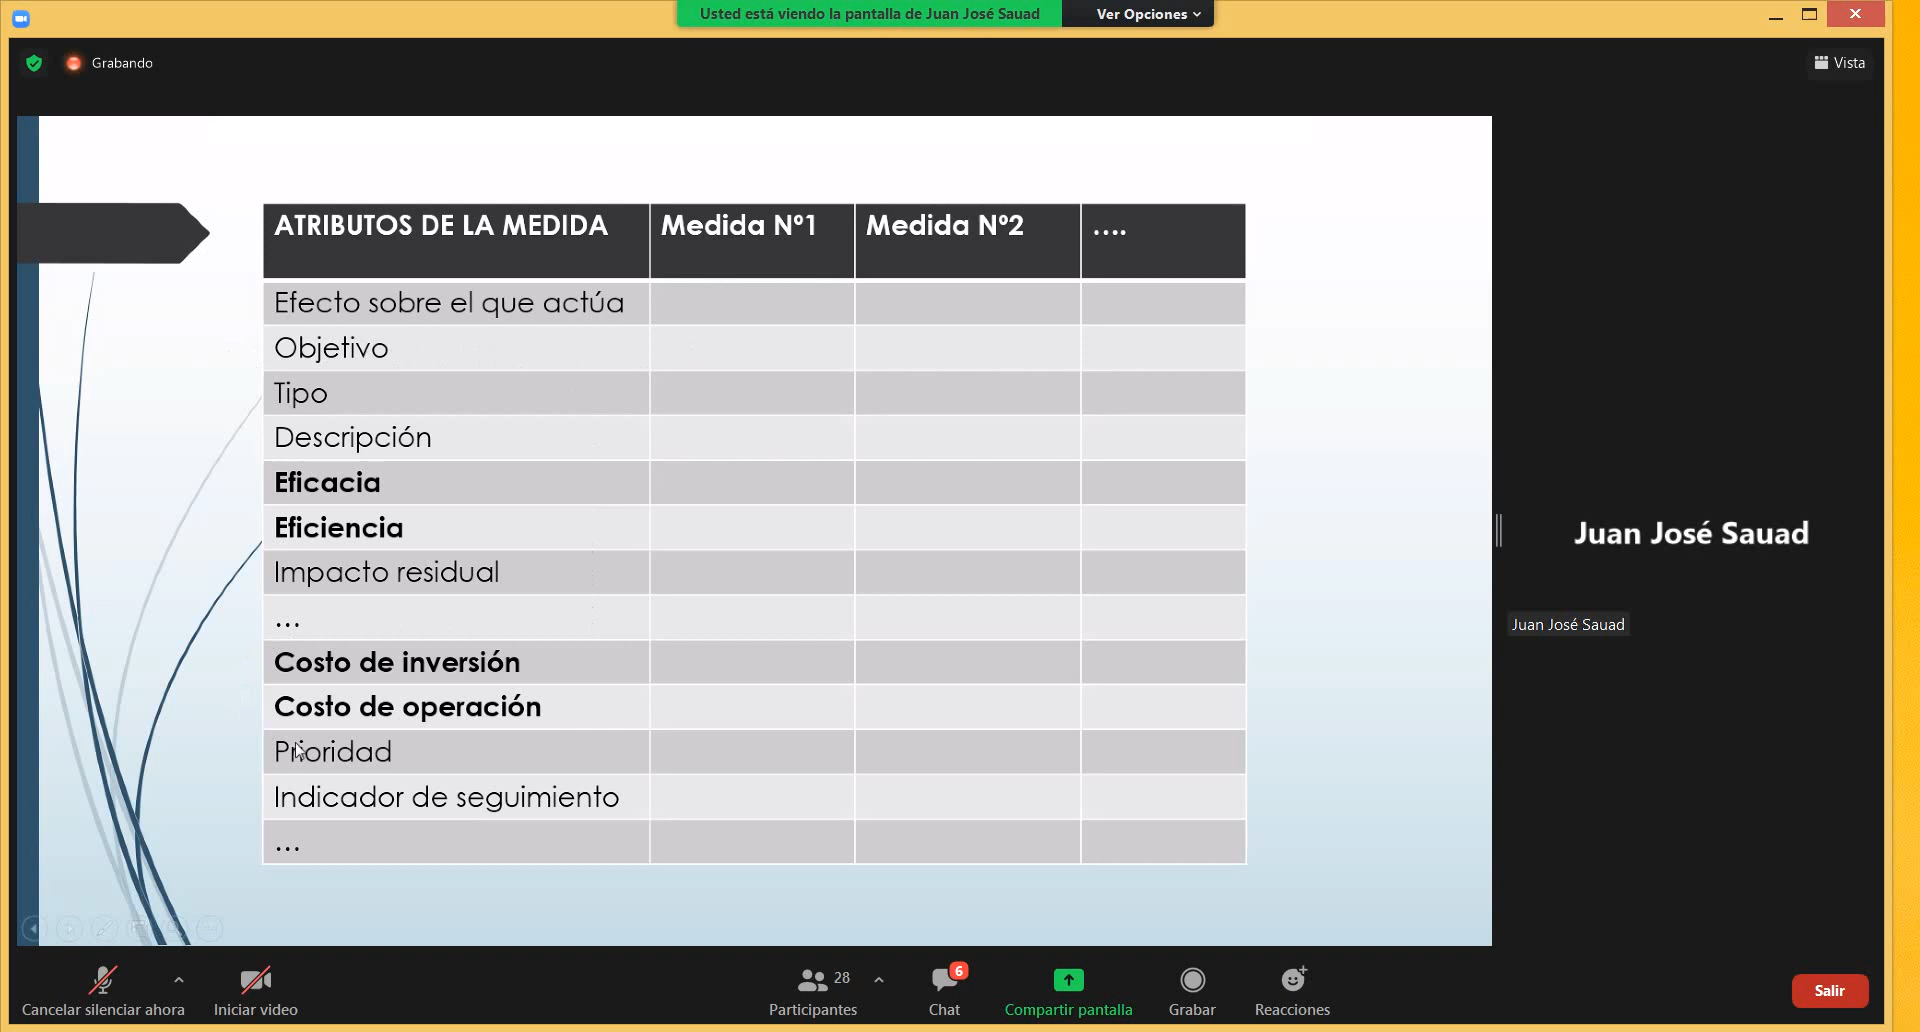 Usted está viendo la pantalla de Juan José Sauad Ver Opciones
Grabando
Vista
ATRIBUTOS DE LA MEDIDA Medida Nº1 Medida Nº2 ….
Efecto sobre el que actúa
Objetivo
Tipo
Descripción
Eficacia
Eficiencia
Impacto residual
…
Costo de inversión
Costo de operación
Prioridad
Indicador de seguimiento
…
Juan José Sauad
Juan José Sauad
28
6
Cancelar silenciar ahora Iniciar video Participantes Chat Compartir pantalla Grabar Reacciones
Salir